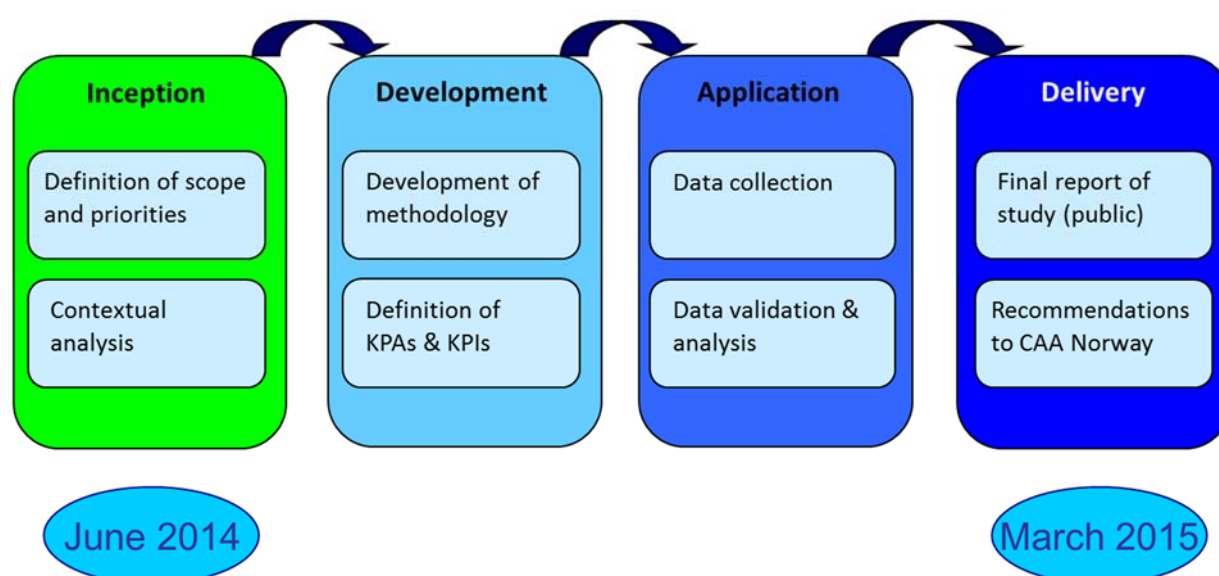 Inception
Definition of scope
and priorities
Contextual
analysis
Development
Development of
methodology
Definition of
KPAs & KPIs
Application
Data collection
Data validation &
analysis
Delivery
Final report of
study (public)
Recommendations
to CAA Norway
June 2014
March 2015